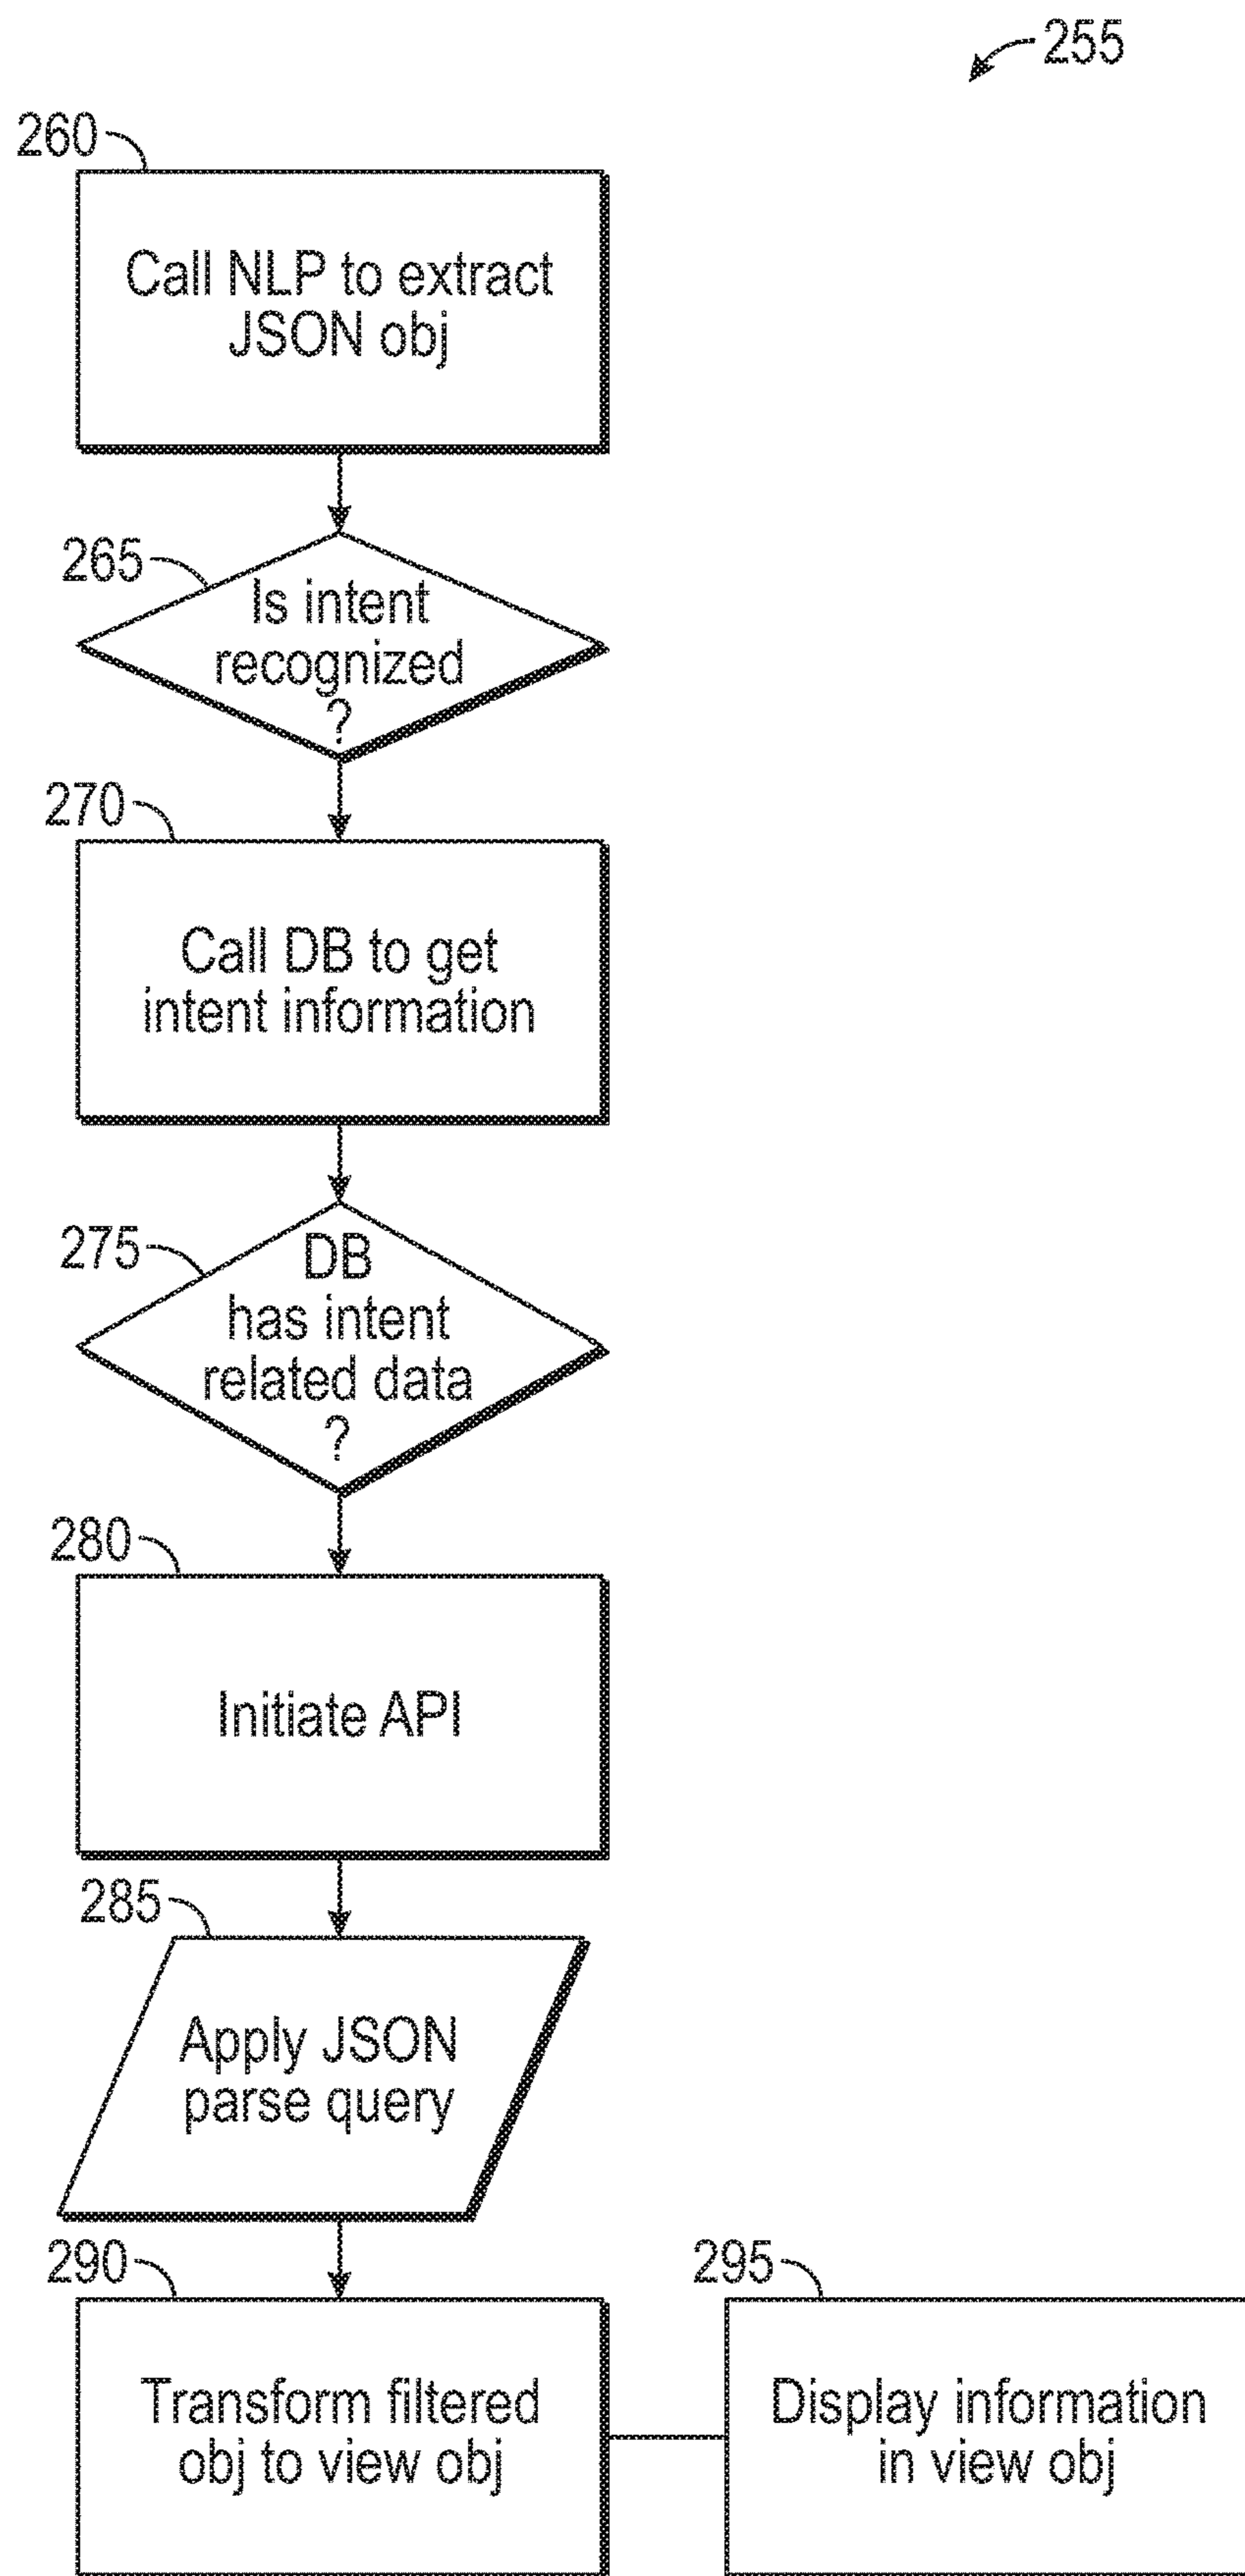 255
260
Call NLP to extract
JSON obj
265
Is intent
recognized
?
270
Call DB to get
intent information
275
DB
has intent
related data
?
280
Initiate API
285
Apply JSON
parse query
290
Transform filtered
obj to view obj
295
Display information
in view obj